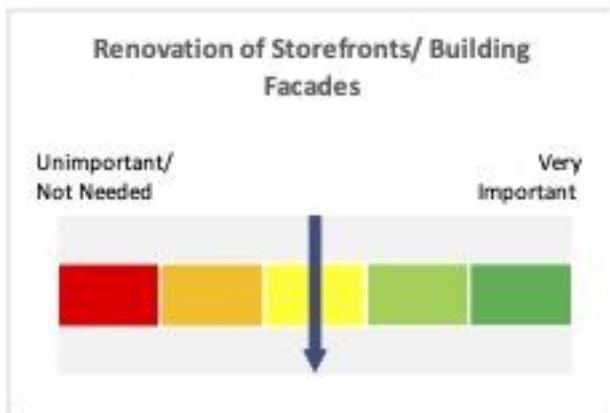 Renovation of Storefronts/ Building
Facades
Unimportant/
Not Needed
Very
Important